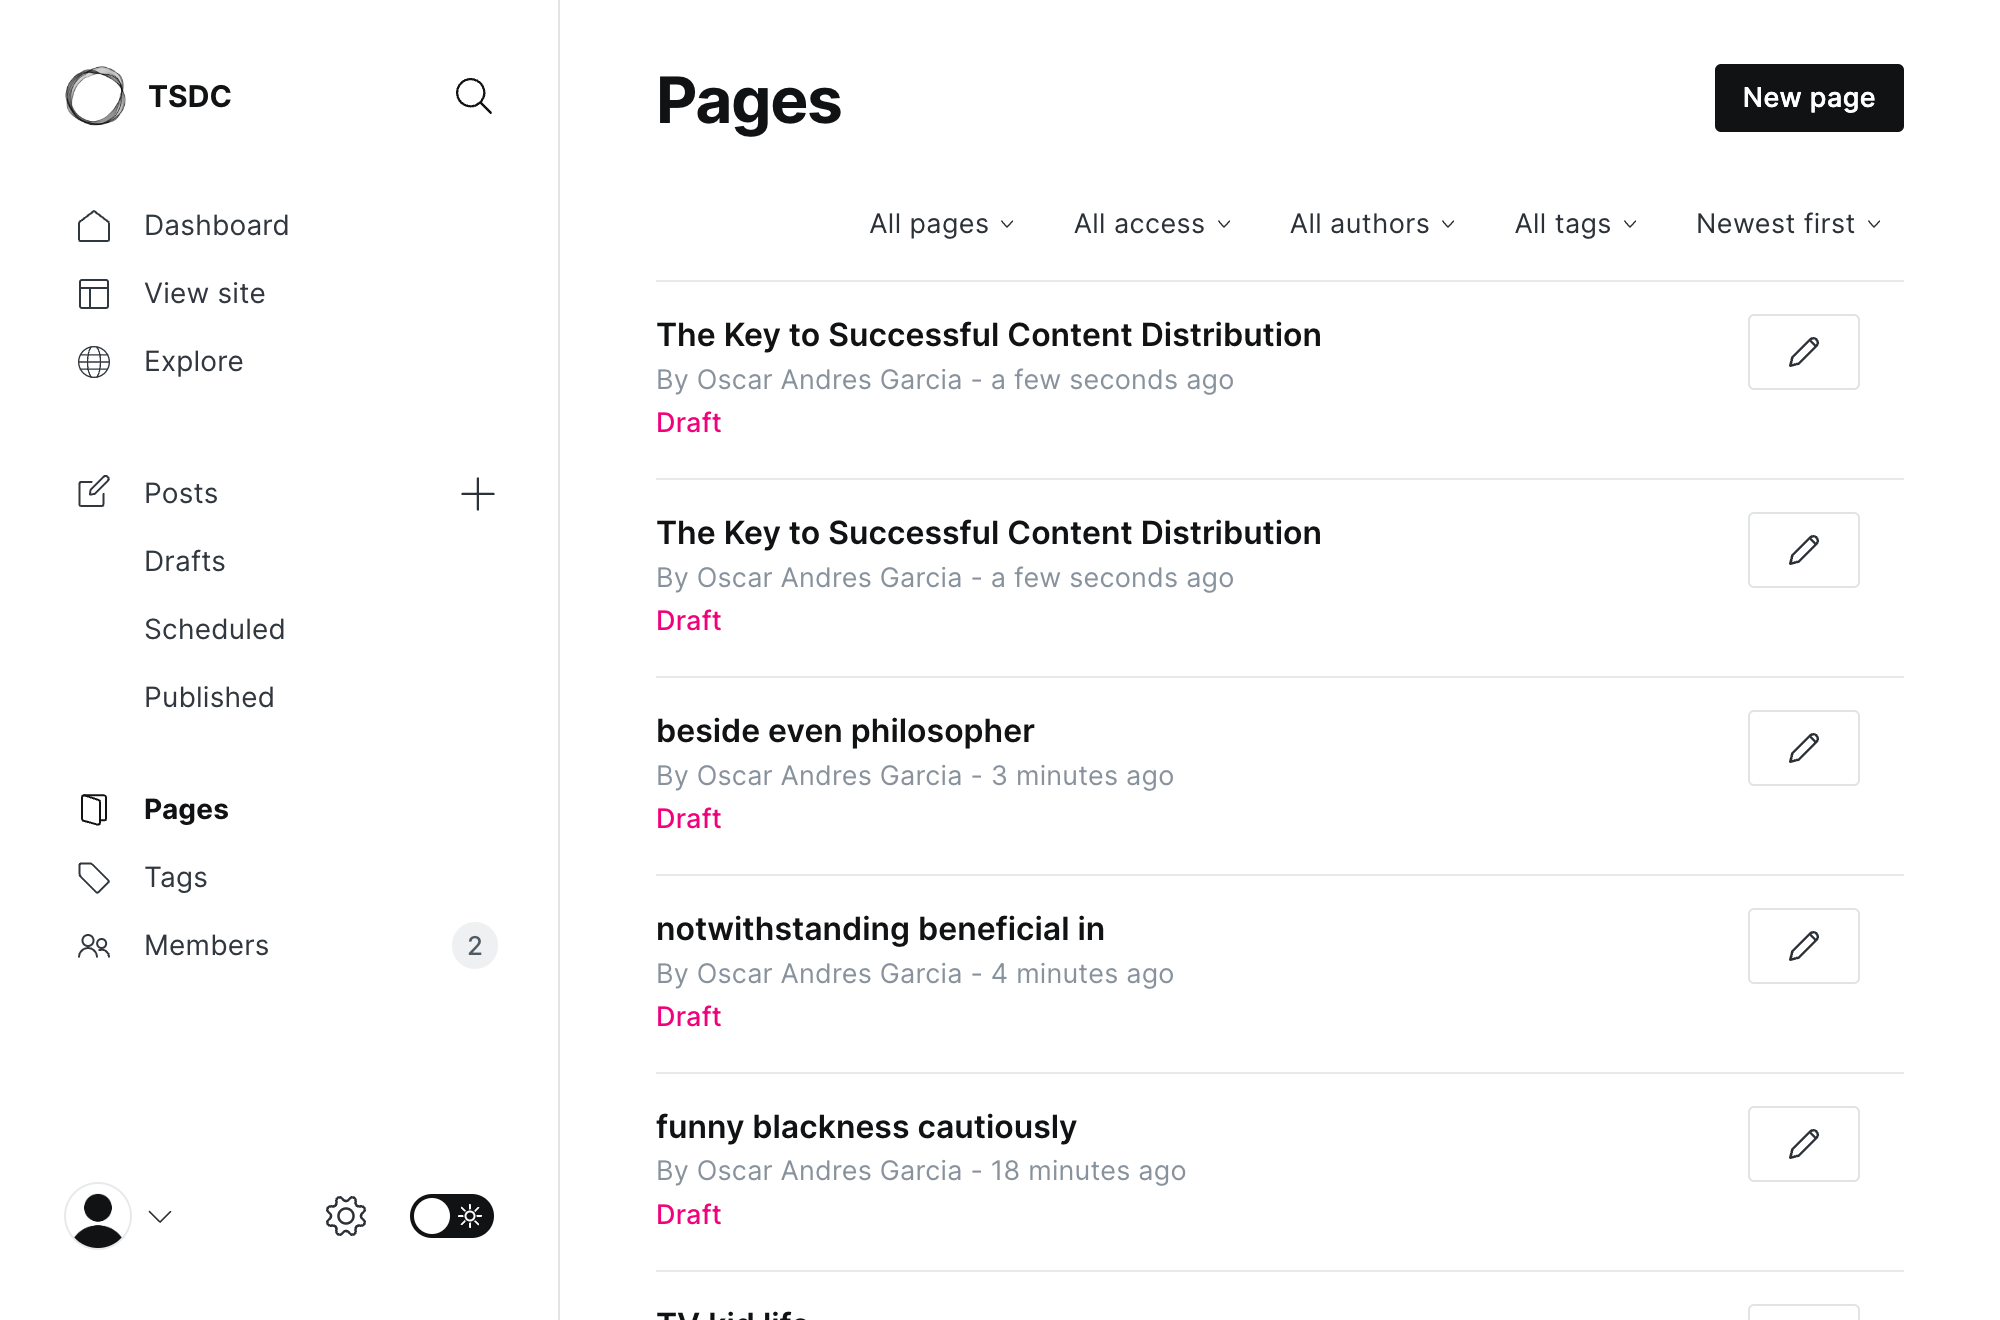 TSDC
Dashboard
View site
Explore
Posts
Drafts
Scheduled
Published
Pages
Tags
Members 2
Pages
New page
All pages All access All authors All tags Newest first
The Key to Successful Content Distribution
By Oscar Andres Garcia - a few seconds ago
Draft
The Key to Successful Content Distribution
By Oscar Andres Garcia - a few seconds ago
Draft
beside even philosopher
By Oscar Andres Garcia - 3 minutes ago
Draft
notwithstanding beneficial in
By Oscar Andres Garcia - 4 minutes ago
Draft
funny blackness cautiously
By Oscar Andres Garcia - 18 minutes ago
Draft
TV kid life